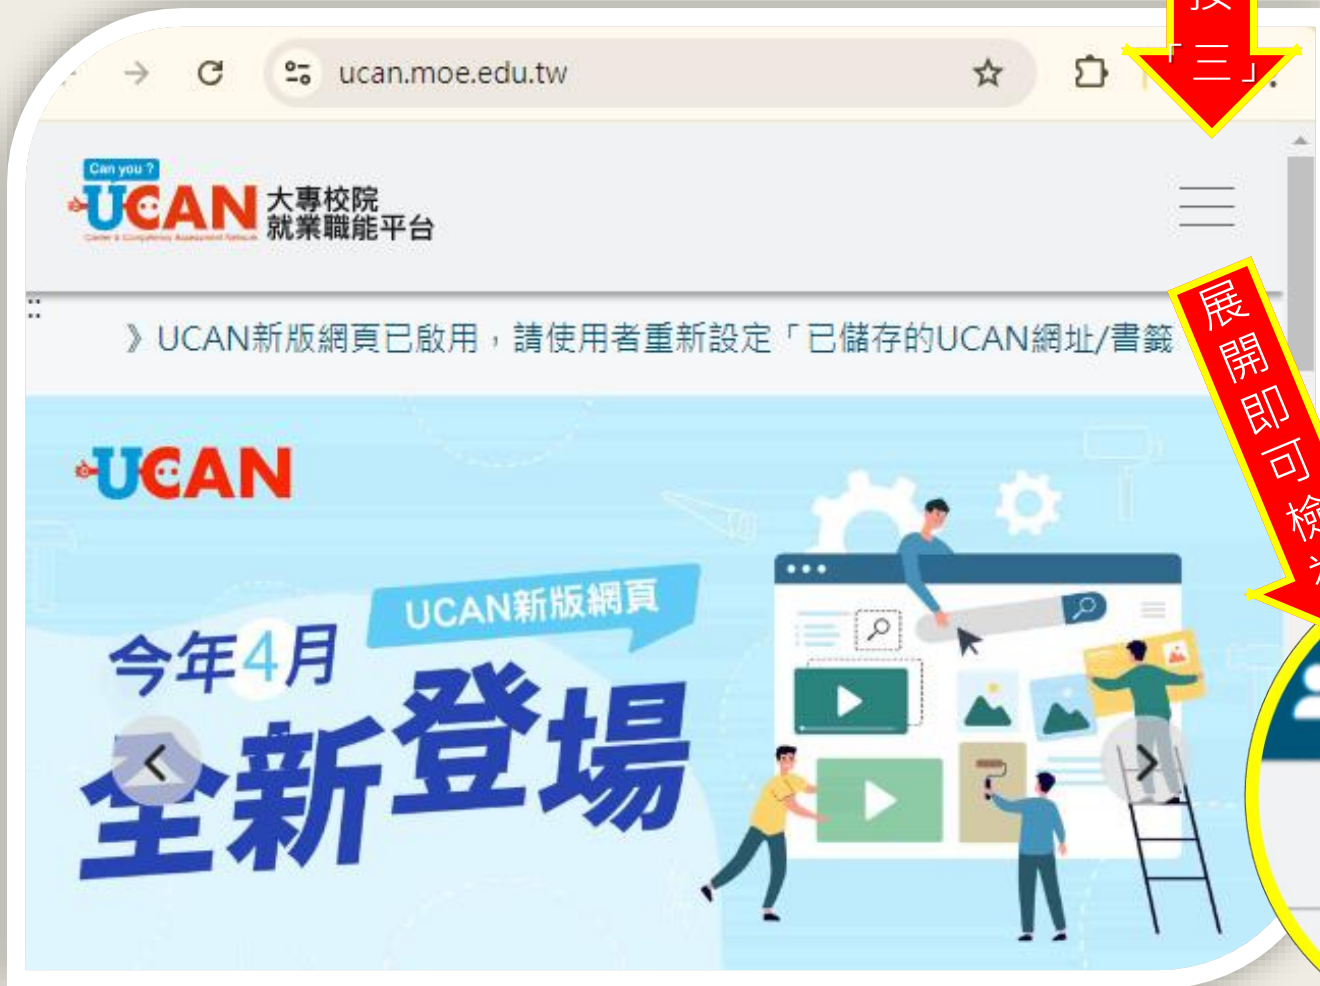 按
「三」
ucan.moe.edu.tw
Can you ?
UCAN
大專校院
就業職能平台
》UCAN新版網頁已啟用，請使用者重新設定「已儲存的UCAN網址/書籤
展開即可檢
UCAN
UCAN新版網頁
今年4月
全新登場